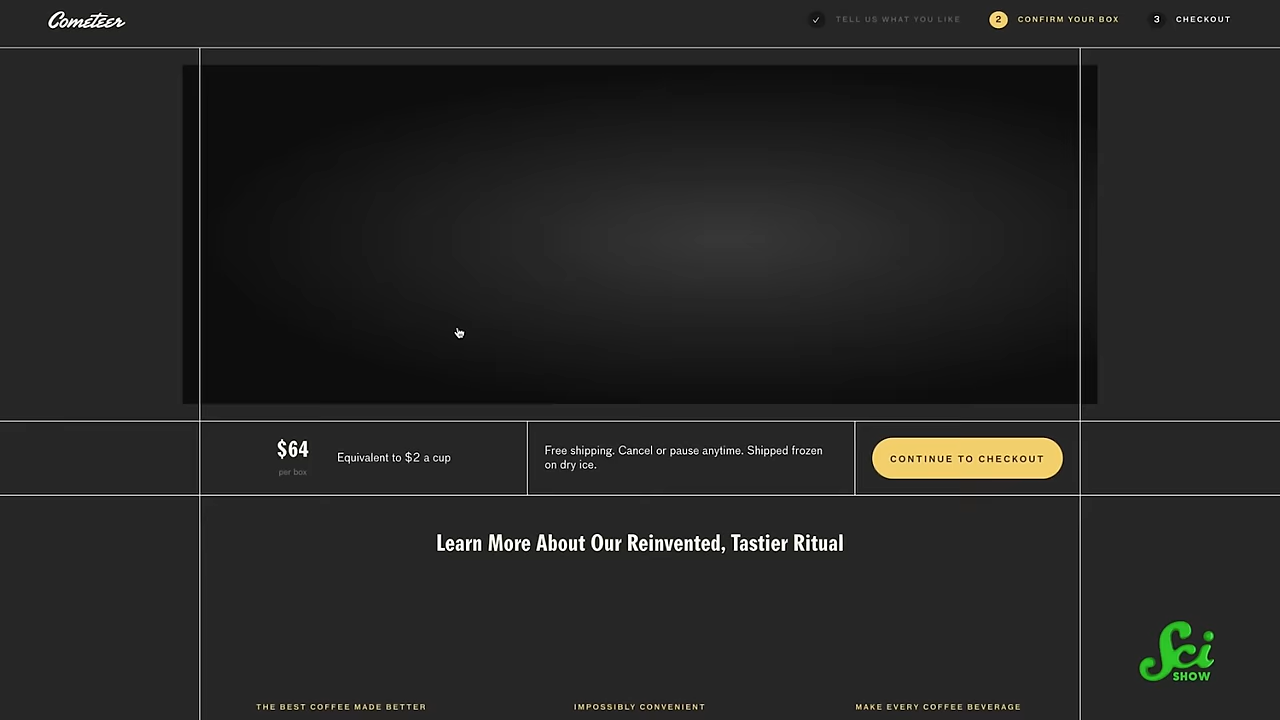 Cometeer
✓ TELL US WHAT YOU LIKE 2 CONFIRM YOUR BOX 3 CHECKOUT
$64
per box
Equivalent to $2 a cup
Free shipping. Cancel or pause anytime. Shipped frozen
on dry ice.
CONTINUE TO CHECKOUT
Learn More About Our Reinvented, Tastier Ritual
Sci
SHOW
THE BEST COFFEE MADE BETTER
IMPOSSIBLY CONVENIENT
MAKE EVERY COFFEE BEVERAGE